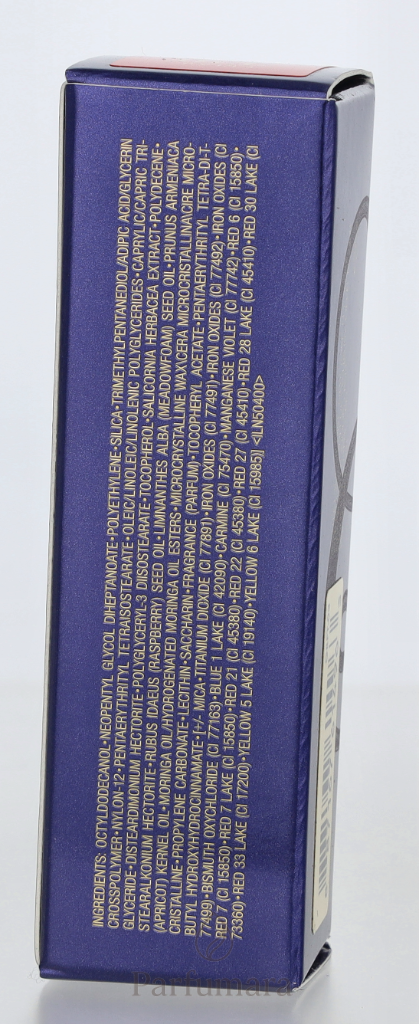 INGREDIENTS: OCTYLDODECANOL•NEOPENTYL GLYCOL DIHEPTANOATE•POLYETHYLENE•SILICA•TRIMETHYLPENTANEDIOL/ADIPIC ACID/GLYCERIN
CROSSPOLYMER•NYLON-12•PENTAERYTHRITYL TETRAISOSTEARATE•OLEIC/LINOLEIC/LINOLENIC POLYGLYCERIDES•CAPRYLIC/CAPRIC TRI-
GLYCERIDE•DISTEARDIMONIUM HECTORITE•POLYGLYCERYL-3 DIISOSTEARATE•TOCOPHEROL•SALICORNIA HERBACEA EXTRACT•POLYDECENE•
STEARALKONIUM HECTORITE•RUBUS IDAEUS (RASPBERRY) SEED OIL•LIMNANTHES ALBA (MEADOWFOAM) SEED OIL•PRUNUS ARMENIACA
(APRICOT) KERNEL OIL•MORINGA OIL/HYDROGENATED MORINGA OIL ESTERS•MICROCRYSTALLINE WAX\CERA MICROCRISTALLINA\CIRE MICRO-
CRISTALLINE•PROPYLENE CARBONATE•LECITHIN•SACCHARIN•FRAGRANCE (PARFUM)•TOCOPHERYL ACETATE•PENTAERYTHRITYL TETRA-DI-T-
BUTYL HYDROXYHYDROCINNAMATE•[+/- MICA•TITANIUM DIOXIDE (CI 77891)•IRON OXIDES (CI 77491)•IRON OXIDES (CI 77492)•IRON OXIDES (CI
77499)•BISMUTH OXYCHLORIDE (CI 77163)•BLUE 1 LAKE (CI 42090)•CARMINE (CI 75470)•MANGANESE VIOLET (CI 77742)•RED 6 (CI 15850)•
RED 7 (CI 15850)•RED 7 LAKE (CI 15850)•RED 21 (CI 45380)•RED 22 (CI 45380)•RED 27 (CI 45410)•RED 28 LAKE (CI 45410)•RED 30 LAKE (CI
73360)•RED 33 LAKE (CI 17200)•YELLOW 5 LAKE (CI 19140)•YELLOW 6 LAKE (CI 15985)] <ILN50410>
Parfumara